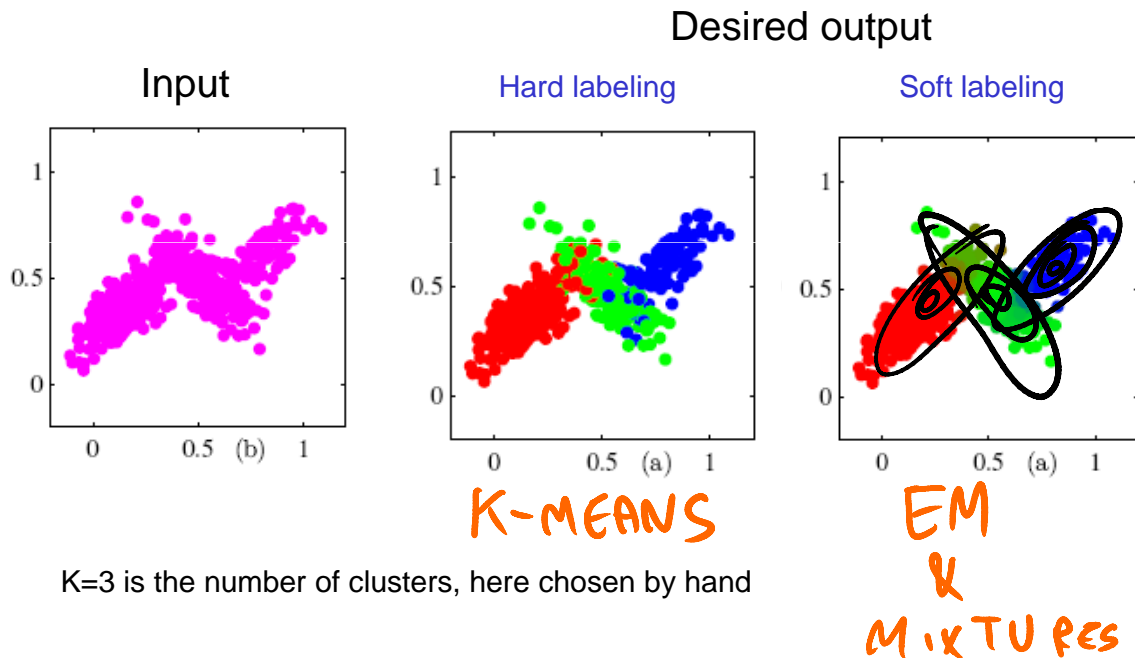 Desired output
Input
Hard labeling
Soft labeling
1
0.5
0
0
0.5
(b)
1
1
0.5
0
0
0.5
(a)
1
1
0.5
0
0
0.5
(a)
1
K-MEANS
EM
&
MIXTURES
K=3 is the number of clusters, here chosen by hand